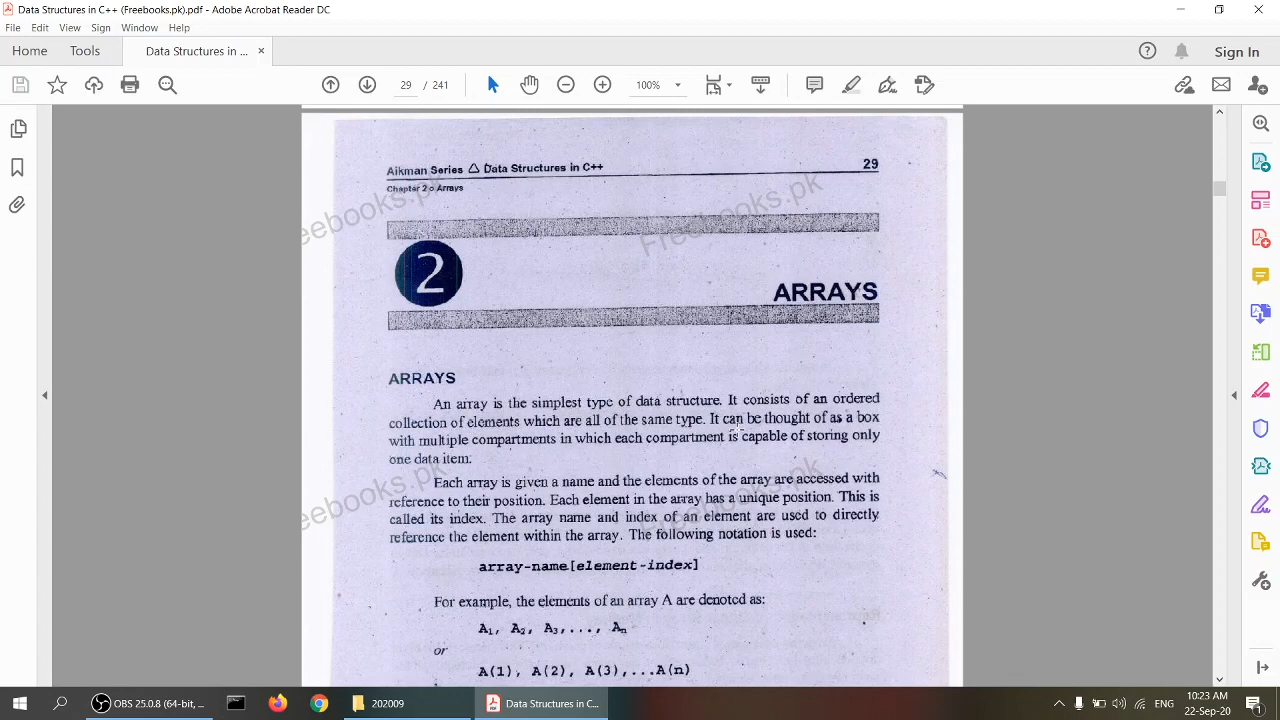 Data Structures in C++ (Freebooks.pk).pdf - Adobe Acrobat Reader DC
File Edit View Sign Window Help
Home Tools Data Structures in ... × Sign In
29 / 241 100%
Aikman Series △ Data Structures in C++ 29
Chapter 2 o Arrays
Freebooks.pk
eebooks.pk
2
ARRAYS
ARRAYS
An array is the simplest type of data structure. It consists of an ordered
collection of elements which are all of the same type. It can be thought of as a box
with multiple compartments in which each compartment is capable of storing only
one data item.
Each array is given a name and the elements of the array are accessed with
reference to their position. Each element in the array has a unique position. This is
called its index. The array name and index of an element are used to directly
reference the element within the array. The following notation is used:
eebooks.pk
Freebooks.pk
array-name[element-index]
For example, the elements of an array A are denoted as:
A1, A2, A3,..., An
or
A(1), A(2), A(3),...A(n)
OBS 25.0.8 (64-bit, ... 202009 Data Structures in C... ENG
10:23 AM
22-Sep-20
1